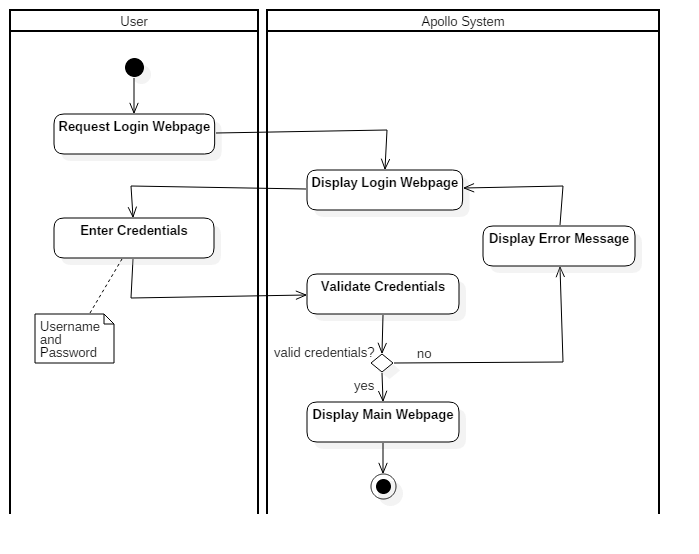 User
Apollo System
Request Login Webpage
Display Login Webpage
Enter Credentials
Display Error Message
Validate Credentials
Username
and
Password
valid credentials?
no
yes
Display Main Webpage